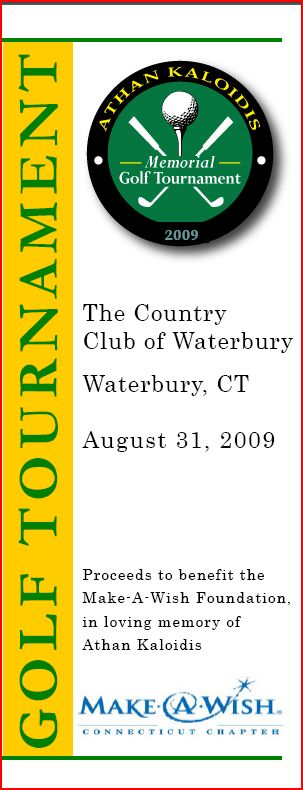 GOLF TOURNAMENT
ATHAN KALOIDIS
Memorial
Golf Tournament
2009
The Country
Club of Waterbury
Waterbury, CT
August 31, 2009
Proceeds to benefit the
Make-A-Wish Foundation,
in loving memory of
Athan Kaloidis
MAKE·A·WISH®
CONNECTICUT CHAPTER